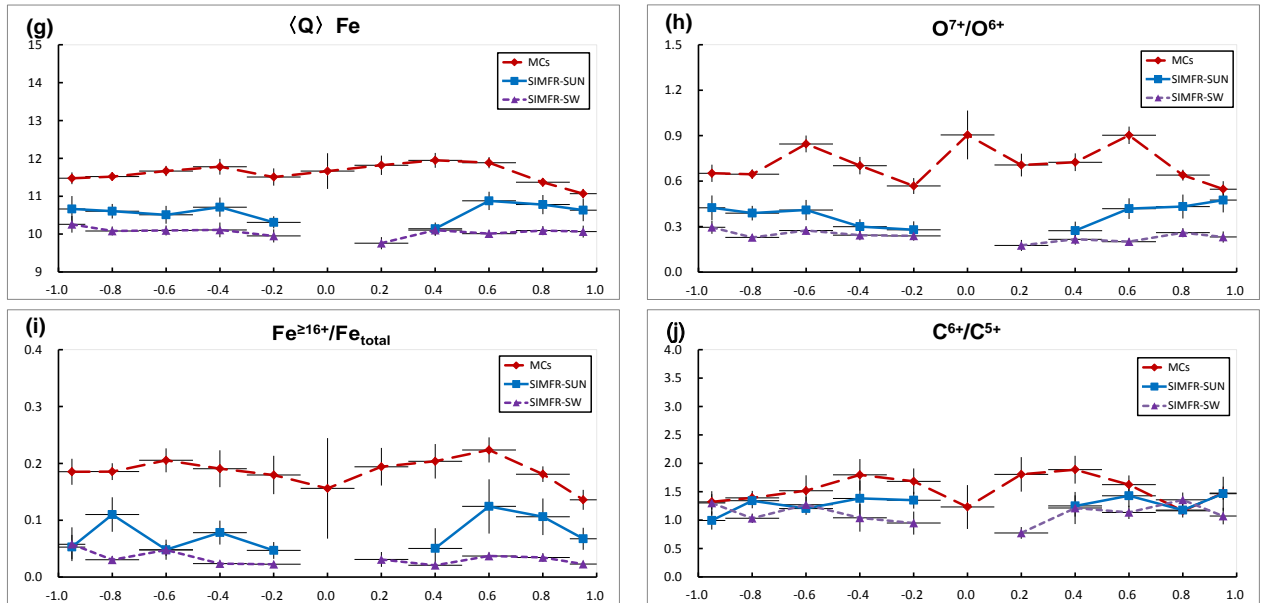 (g)
〈Q〉 Fe
15
14
13
12
11
10
9
MCs
SIMFR-SUN
SIMFR-SW
-1.0 -0.8 -0.6 -0.4 -0.2 0.0 0.2 0.4 0.6 0.8 1.0
(h)
O⁷⁺/O⁶⁺
1.5
1.2
0.9
0.6
0.3
0.0
MCs
SIMFR-SUN
SIMFR-SW
-1.0 -0.8 -0.6 -0.4 -0.2 0.0 0.2 0.4 0.6 0.8 1.0
(i)
Fe≥¹⁶⁺/Feₜₒₜₐₗ
0.4
0.3
0.2
0.1
0.0
MCs
SIMFR-SUN
SIMFR-SW
-1.0 -0.8 -0.6 -0.4 -0.2 0.0 0.2 0.4 0.6 0.8 1.0
(j)
C⁶⁺/C⁵⁺
4.0
3.5
3.0
2.5
2.0
1.5
1.0
0.5
0.0
MCs
SIMFR-SUN
SIMFR-SW
-1.0 -0.8 -0.6 -0.4 -0.2 0.0 0.2 0.4 0.6 0.8 1.0